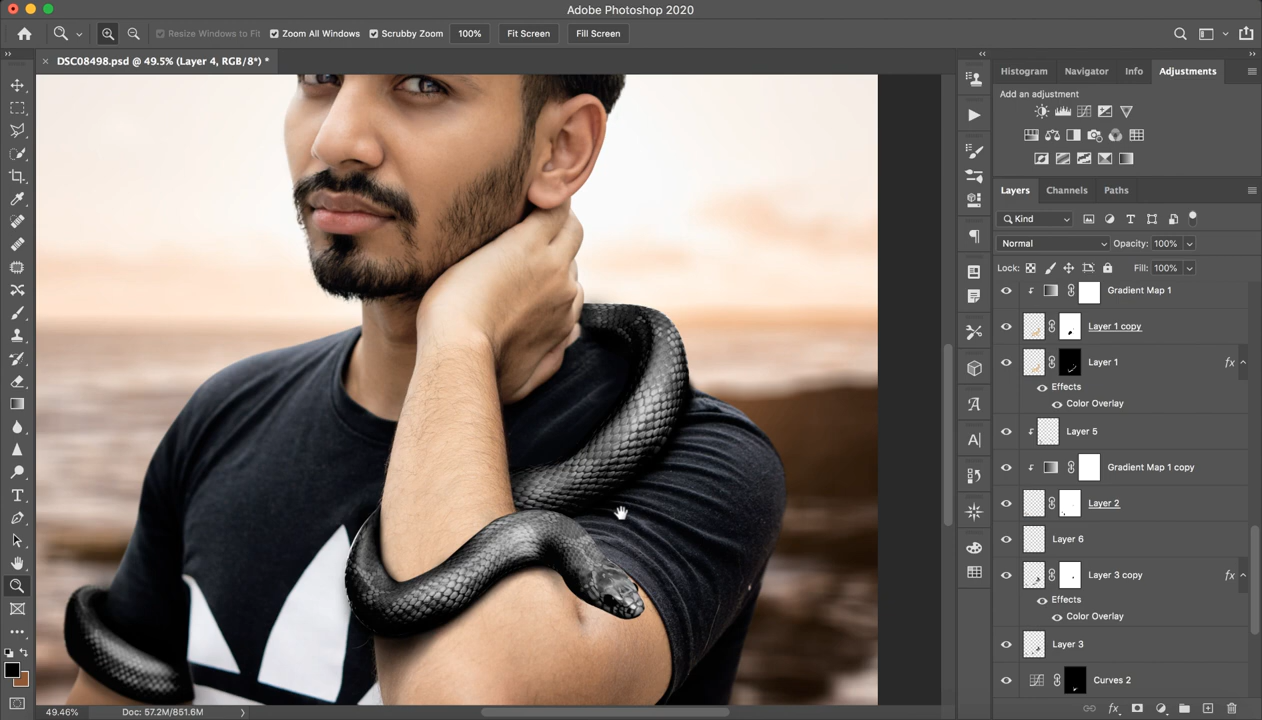 Adobe Photoshop 2020
Resize Windows to Fit Zoom All Windows Scrubby Zoom 100% Fit Screen Fill Screen
DSC08498.psd @ 49.5% (Layer 4, RGB/8*) *
Histogram Navigator Info Adjustments
Add an adjustment
Layers Channels Paths
Kind
Normal Opacity: 100%
Lock: Fill: 100%
Gradient Map 1
Layer 1 copy
Layer 1 fx
Effects
Color Overlay
Layer 5
Gradient Map 1 copy
Layer 2
Layer 6
Layer 3 copy fx
Effects
Color Overlay
Layer 3
Curves 2
49.46% Doc: 57.2M/851.6M
fx